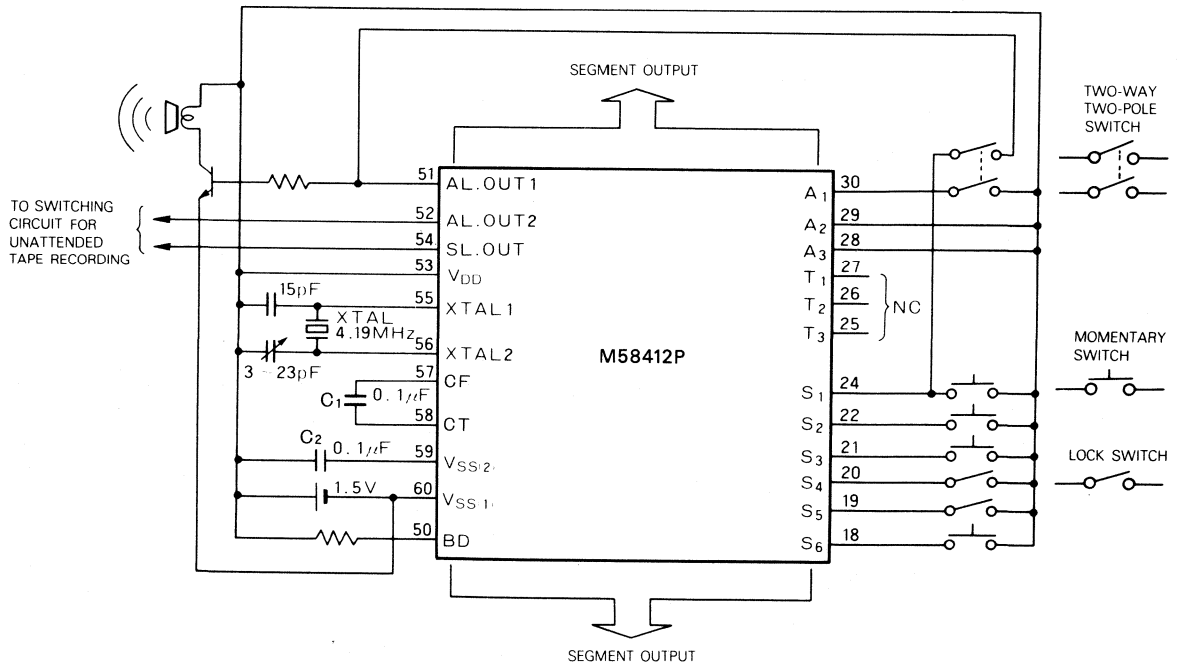 SEGMENT OUTPUT
TWO-WAY
TWO-POLE
SWITCH
TO SWITCHING
CIRCUIT FOR
UNATTENDED
TAPE RECORDING
51 AL.OUT1
52 AL.OUT2
54 SL.OUT
53 VDD
15pF
55 XTAL1
XTAL
4.19MHz
56 XTAL2
3 ~ 23pF
57 CF
C1 0.1μF
58 CT
C2 0.1μF
59 VSS(2)
1.5V
60 VSS(1)
50 BD
M58412P
A1 30
A2 29
A3 28
T1 27
T2 26
T3 25
NC
S1 24
S2 22
S3 21
S4 20
S5 19
S6 18
MOMENTARY
SWITCH
LOCK SWITCH
SEGMENT OUTPUT